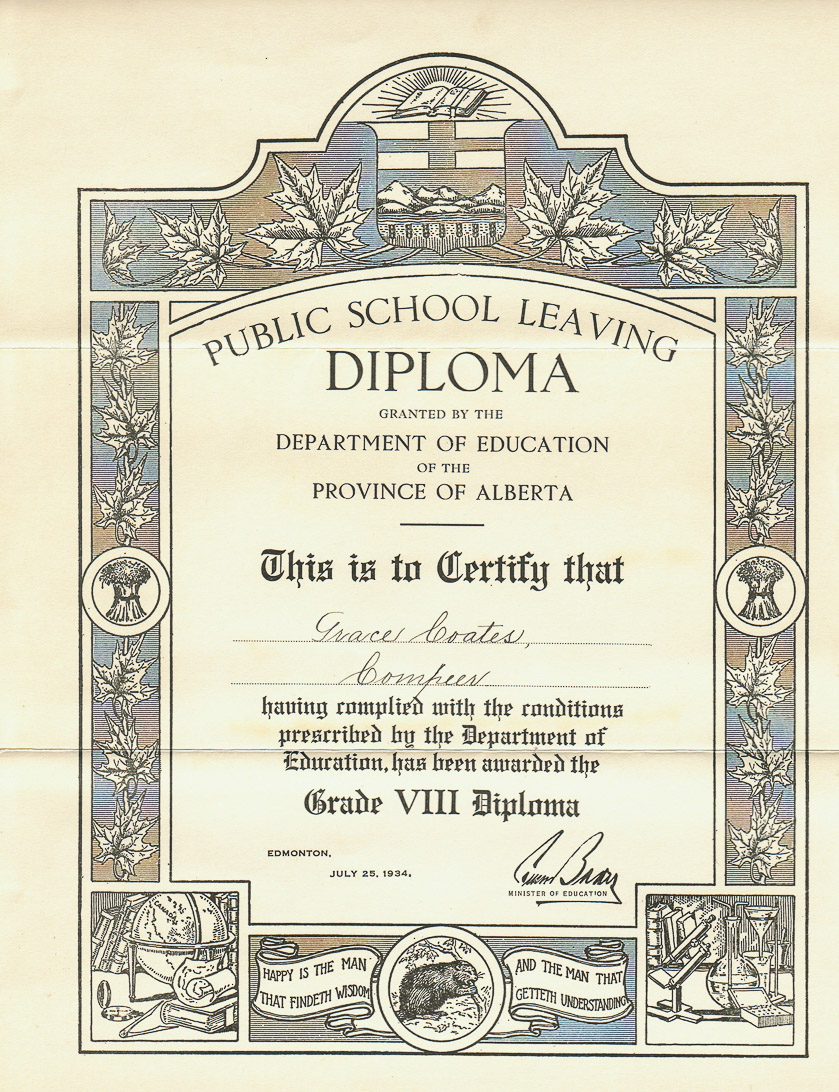 PUBLIC SCHOOL LEAVING
DIPLOMA
GRANTED BY THE
DEPARTMENT OF EDUCATION
OF THE
PROVINCE OF ALBERTA
This is to Certify that
Grace Coates,
Compeer
having complied with the conditions
prescribed by the Department of
Education, has been awarded the
Grade VIII Diploma
EDMONTON,
JULY 25, 1934.
MINISTER OF EDUCATION
CANADA
HAPPY IS THE MAN
THAT FINDETH WISDOM
AND THE MAN THAT
GETTETH UNDERSTANDING